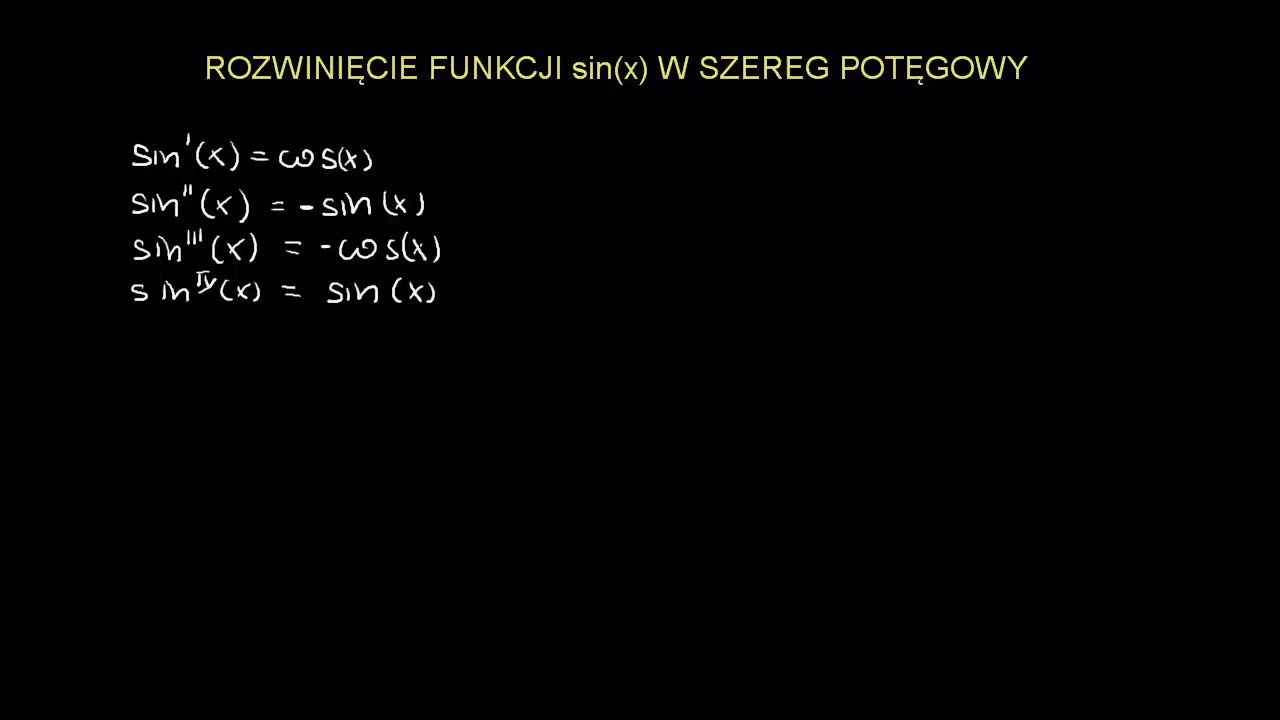 ROZWINIĘCIE FUNKCJI sin(x) W SZEREG POTĘGOWY
sin'(x) = cos(x)
sin''(x) = -sin(x)
sin'''(x) = -cos(x)
sin^IV(x) = sin(x)